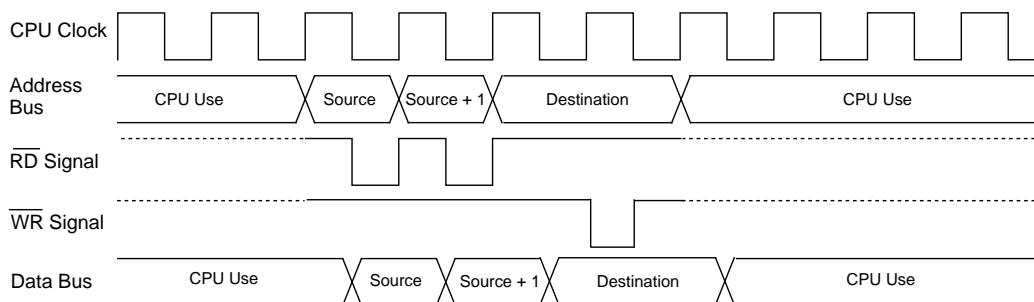 CPU Clock
Address
Bus
CPU Use Source Source + 1 Destination CPU Use
RD Signal
WR Signal
Data Bus CPU Use Source Source + 1 Destination CPU Use